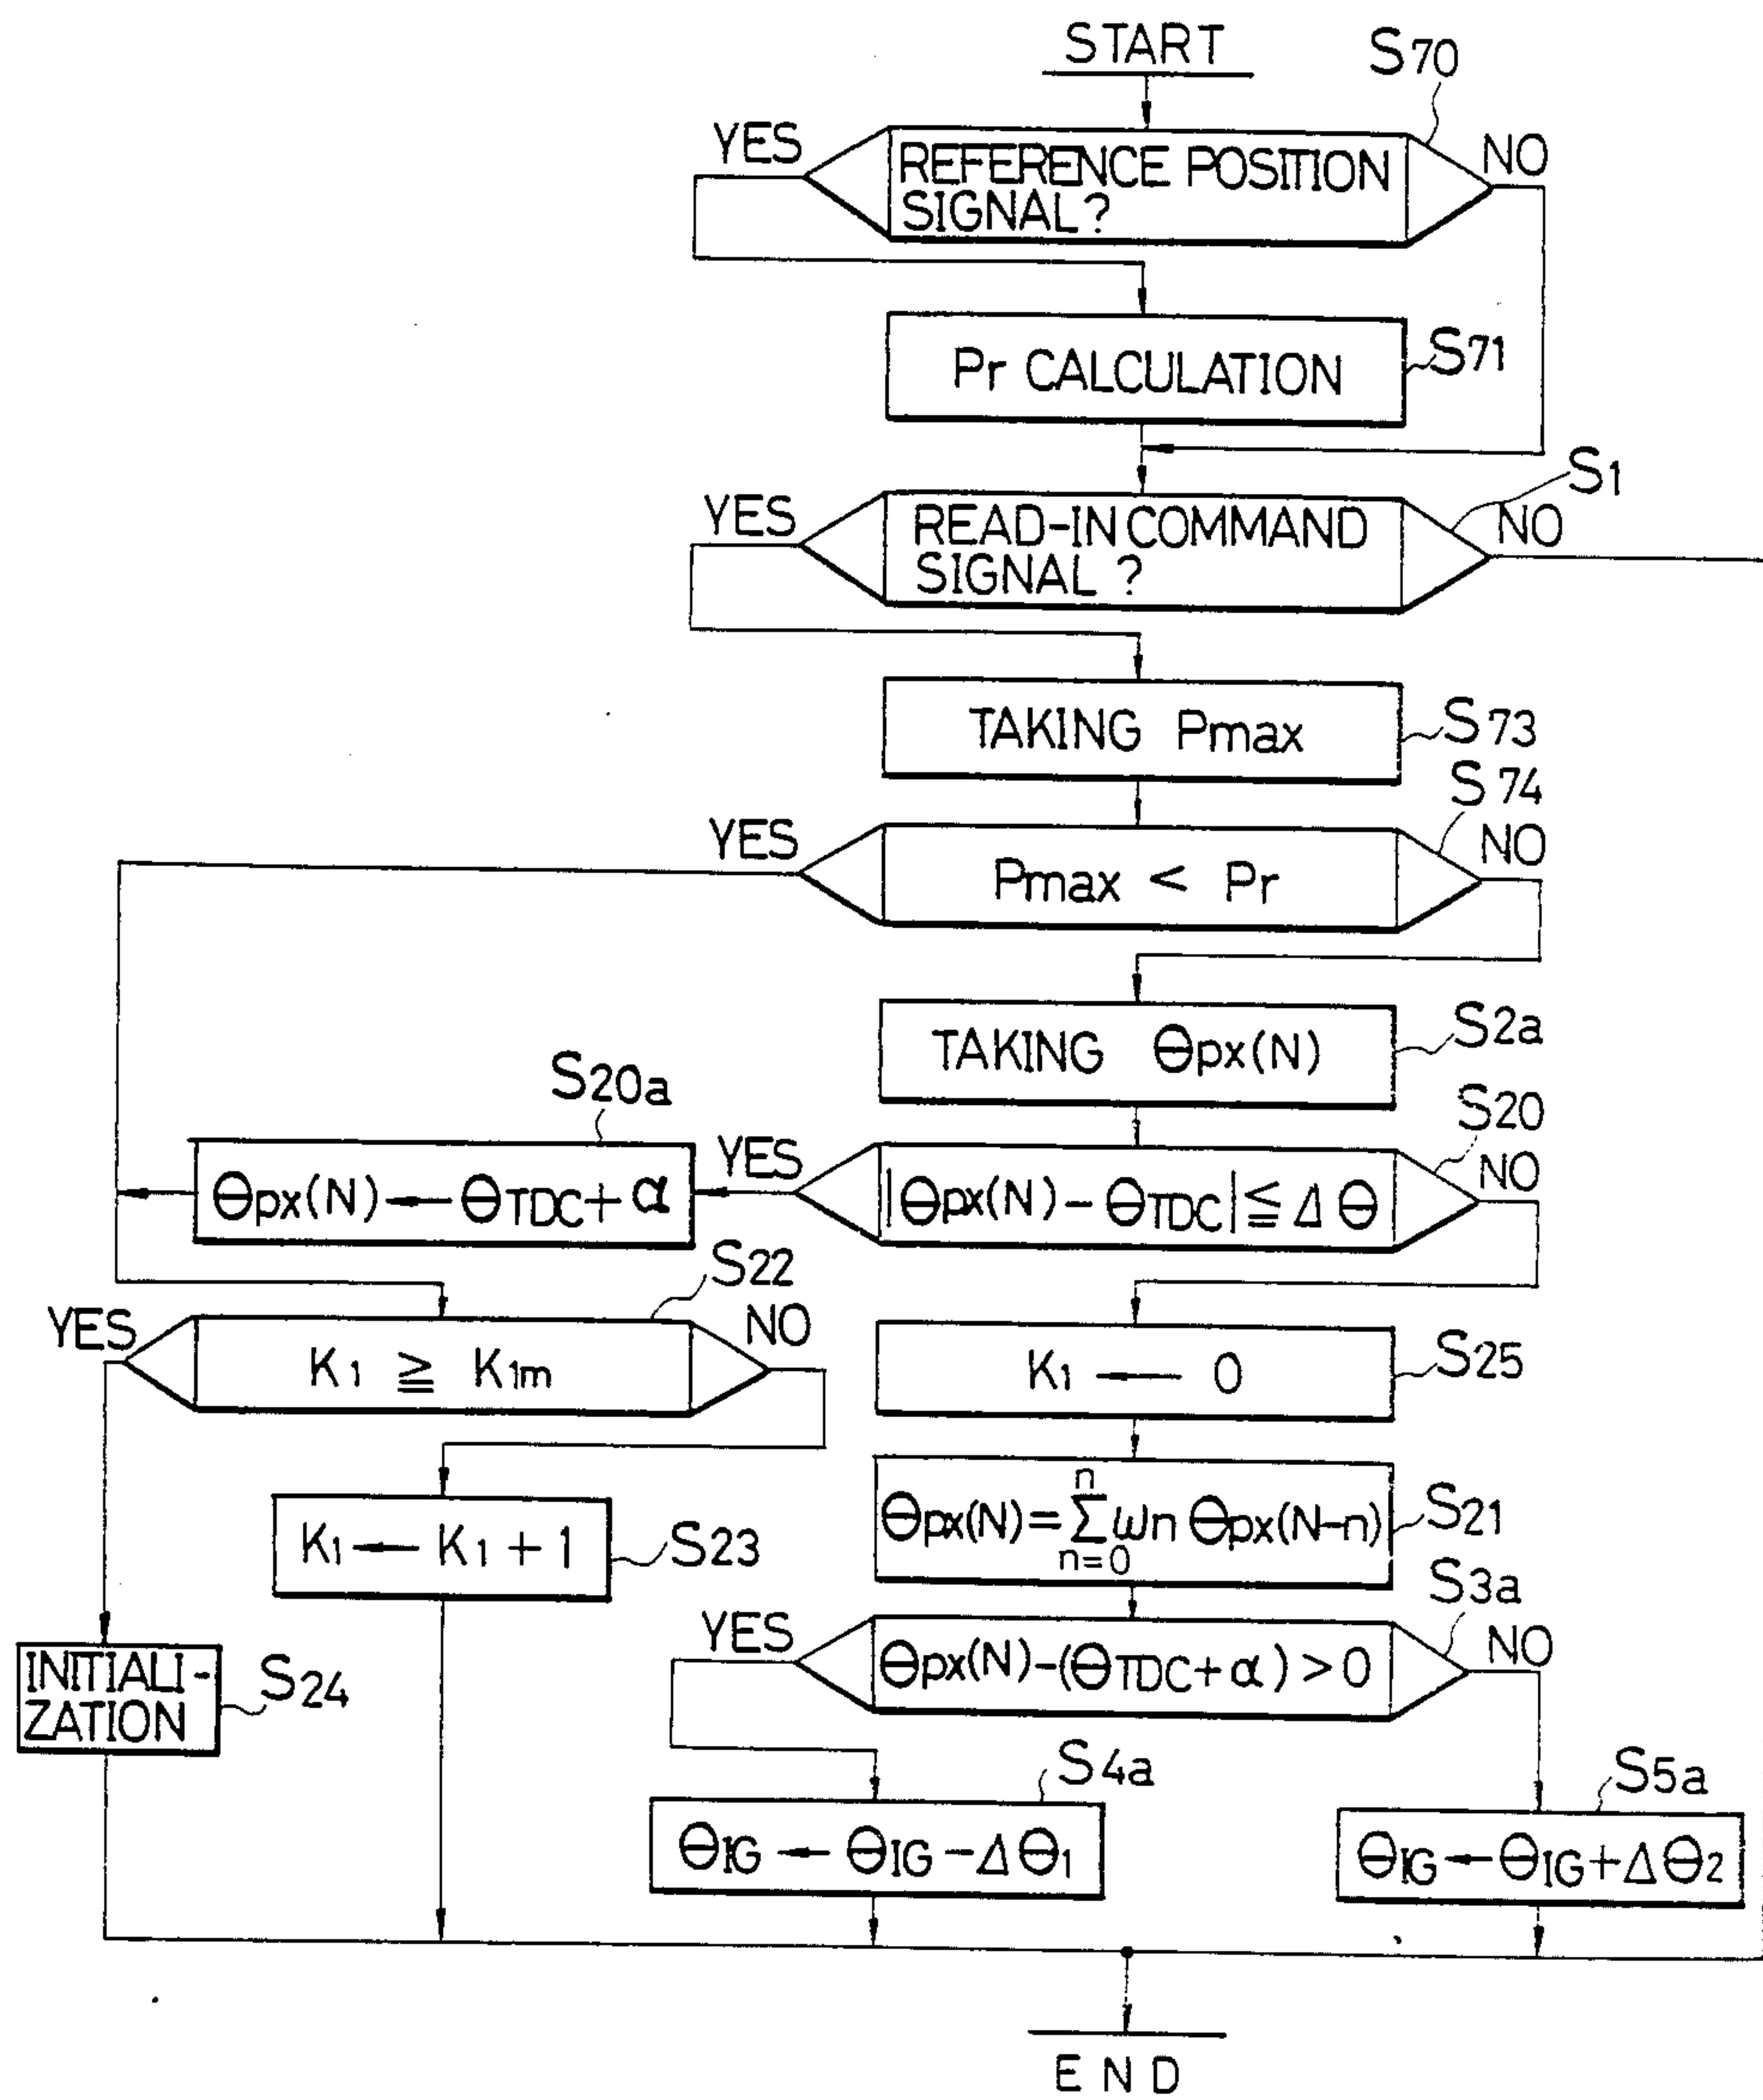 START
S70
YES
REFERENCE POSITION
NO
SIGNAL?
Pr CALCULATION
S71
S1
YES
READ-IN COMMAND
NO
SIGNAL ?
TAKING Pmax
S73
S74
YES
NO
Pmax < Pr
TAKING Θpx(N)
S2a
S20a
S20
YES
NO
Θpx(N) ← ΘTDC + α
|Θpx(N) - ΘTDC| ≦ Δ Θ
S22
YES
NO
K1 ≧ K1m
K1 ← 0
S25
K1 ← K1 + 1
S23
Θpx(N) = Σ n n=0 ωn Θpx(N-n)
S21
S3a
YES
NO
Θpx(N) - (ΘTDC + α) > 0
INITIALI-
ZATION
S24
S4a
S5a
ΘIG ← ΘIG - ΔΘ1
ΘIG ← ΘIG + ΔΘ2
END